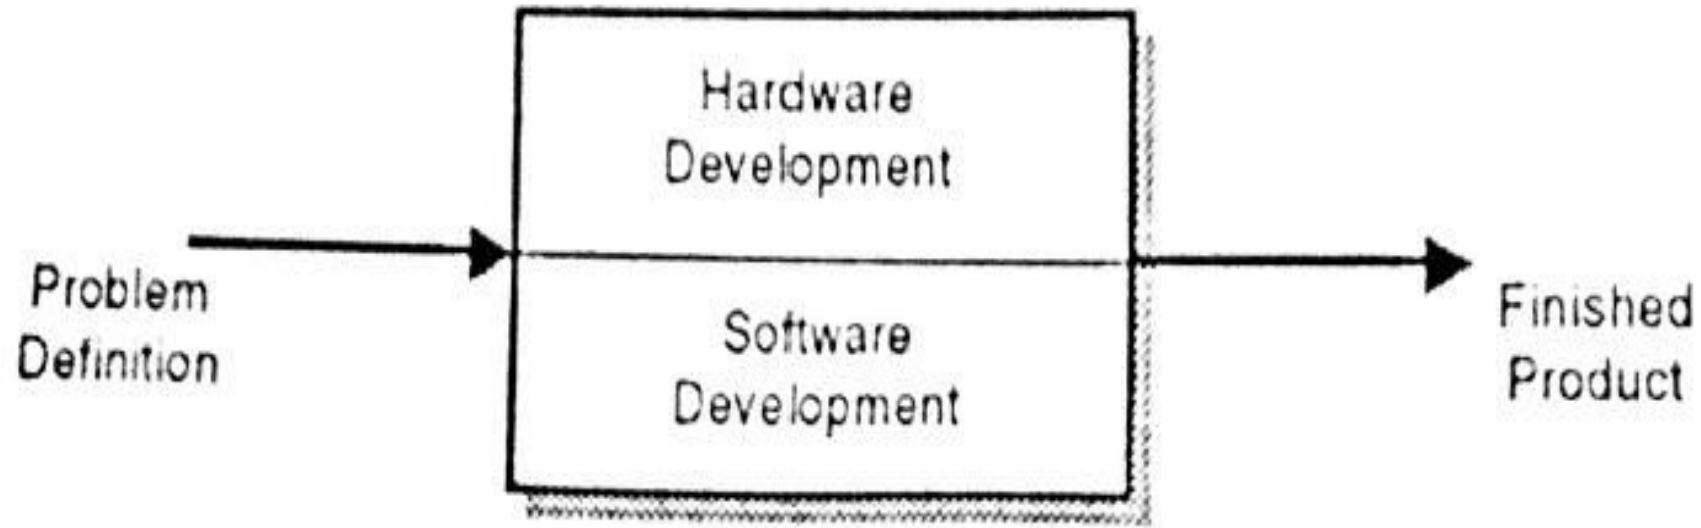 Hardware
Development
Problem
Definition
Software
Development
Finished
Product